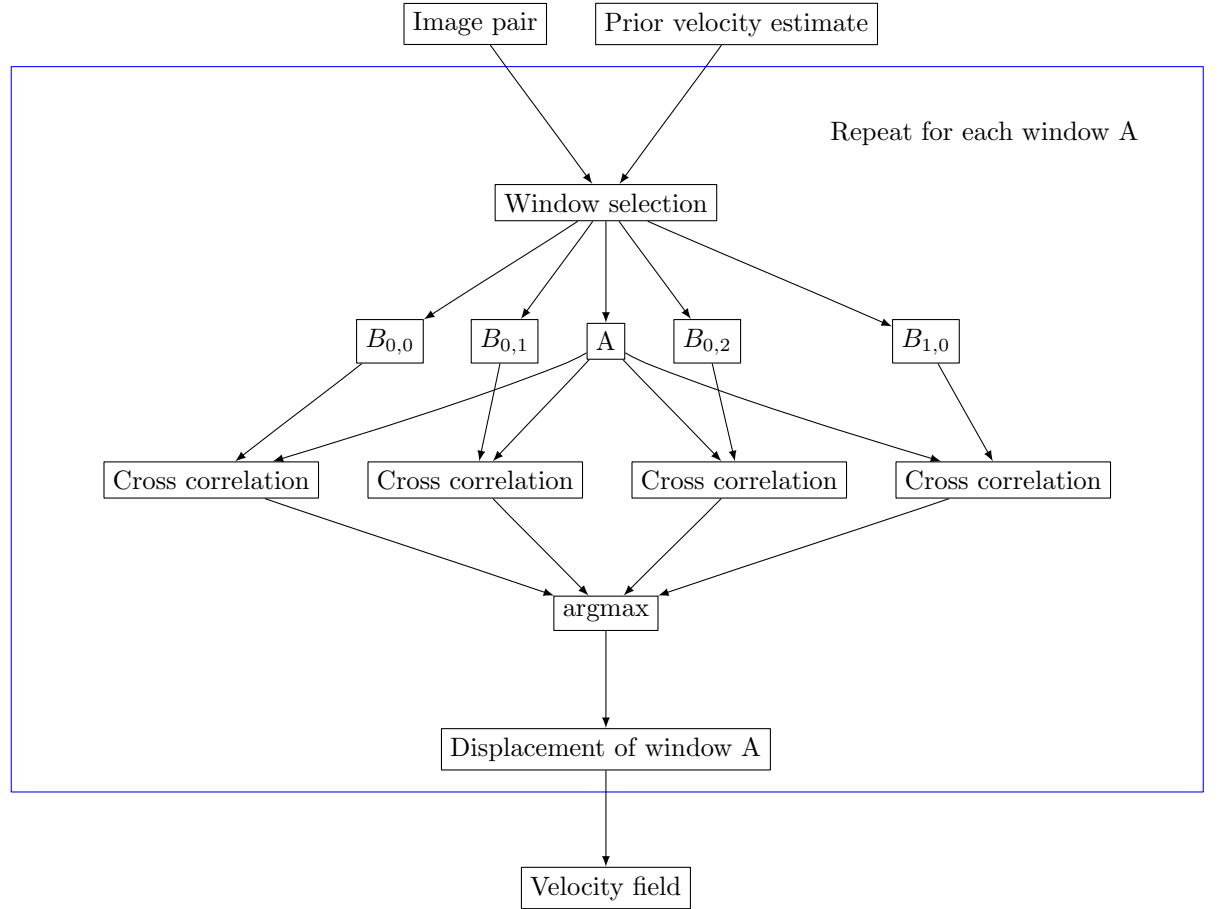 Image pair
Prior velocity estimate
Repeat for each window A
Window selection
B0,0
B0,1
A
B0,2
B1,0
Cross correlation
Cross correlation
Cross correlation
Cross correlation
argmax
Displacement of window A
Velocity field